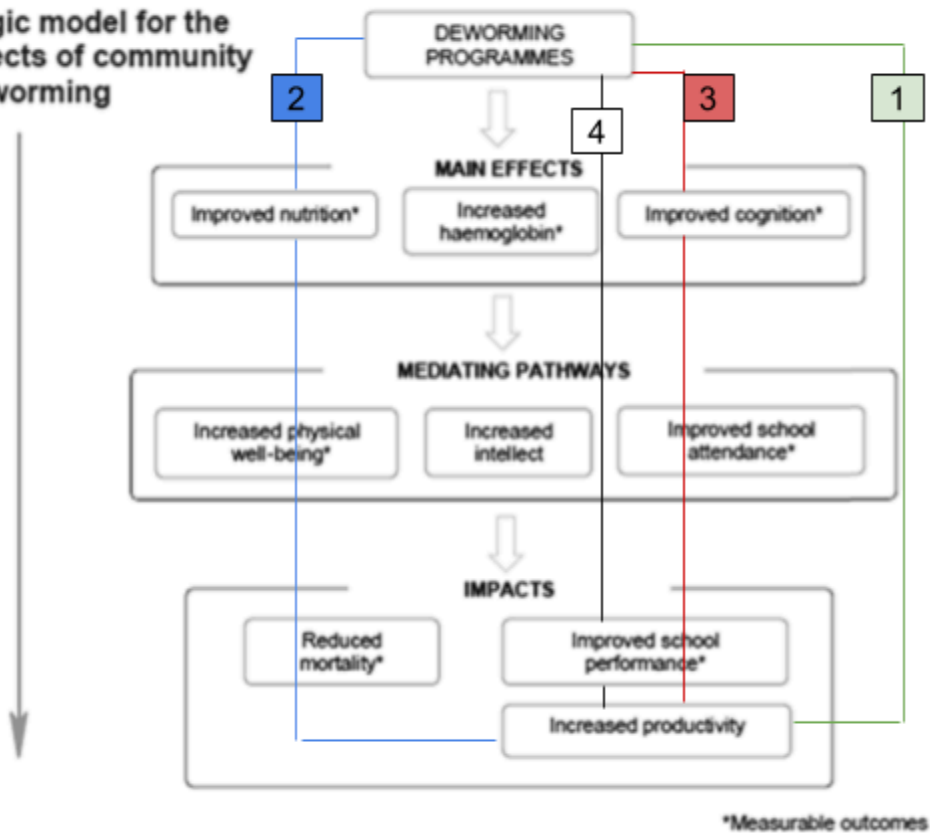 gic model for the
ects of community
worming
DEWORMING
PROGRAMMES
2
3
1
4
MAIN EFFECTS
Improved nutrition*
Increased
haemoglobin*
Improved cognition*
MEDIATING PATHWAYS
Increased physical
well-being*
Increased
intellect
Improved school
attendance*
IMPACTS
Reduced
mortality*
Improved school
performance*
Increased productivity
*Measurable outcomes